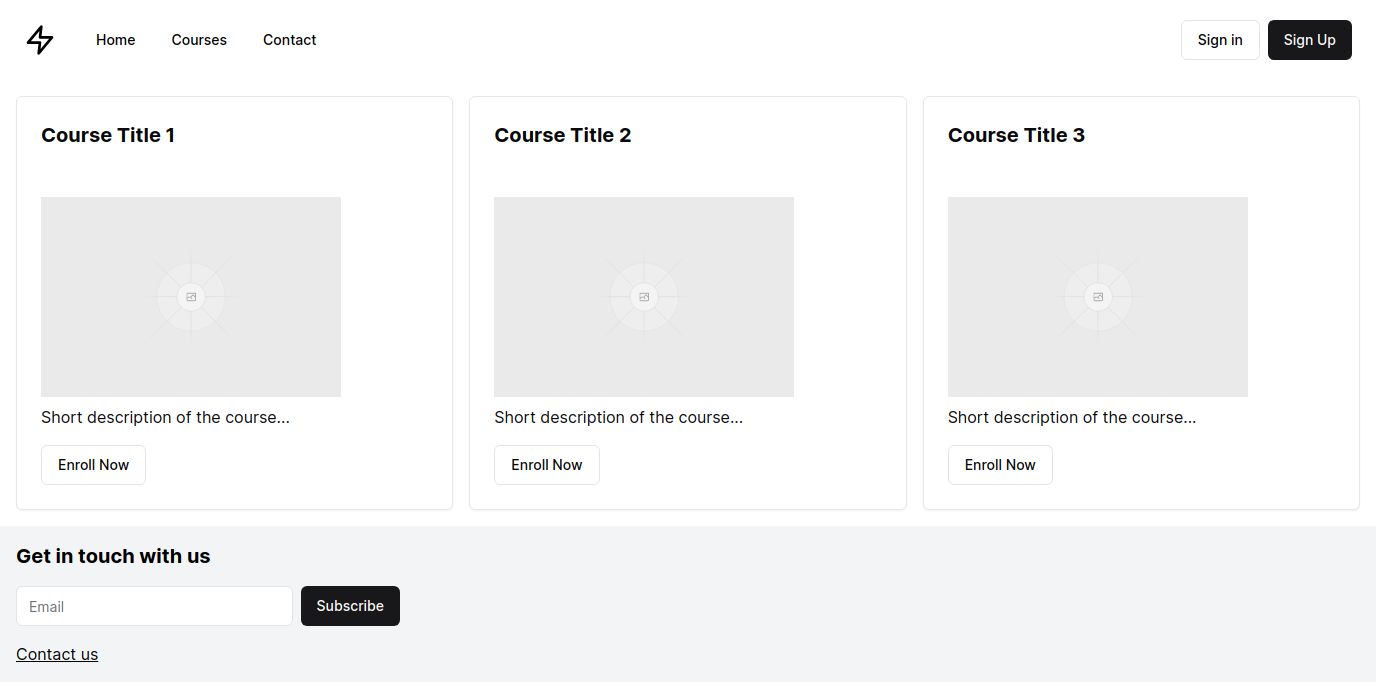 Home Courses Contact Sign in Sign Up
Course Title 1 Course Title 2 Course Title 3
Short description of the course... Short description of the course... Short description of the course...
Enroll Now Enroll Now Enroll Now
Get in touch with us
Email Subscribe
Contact us